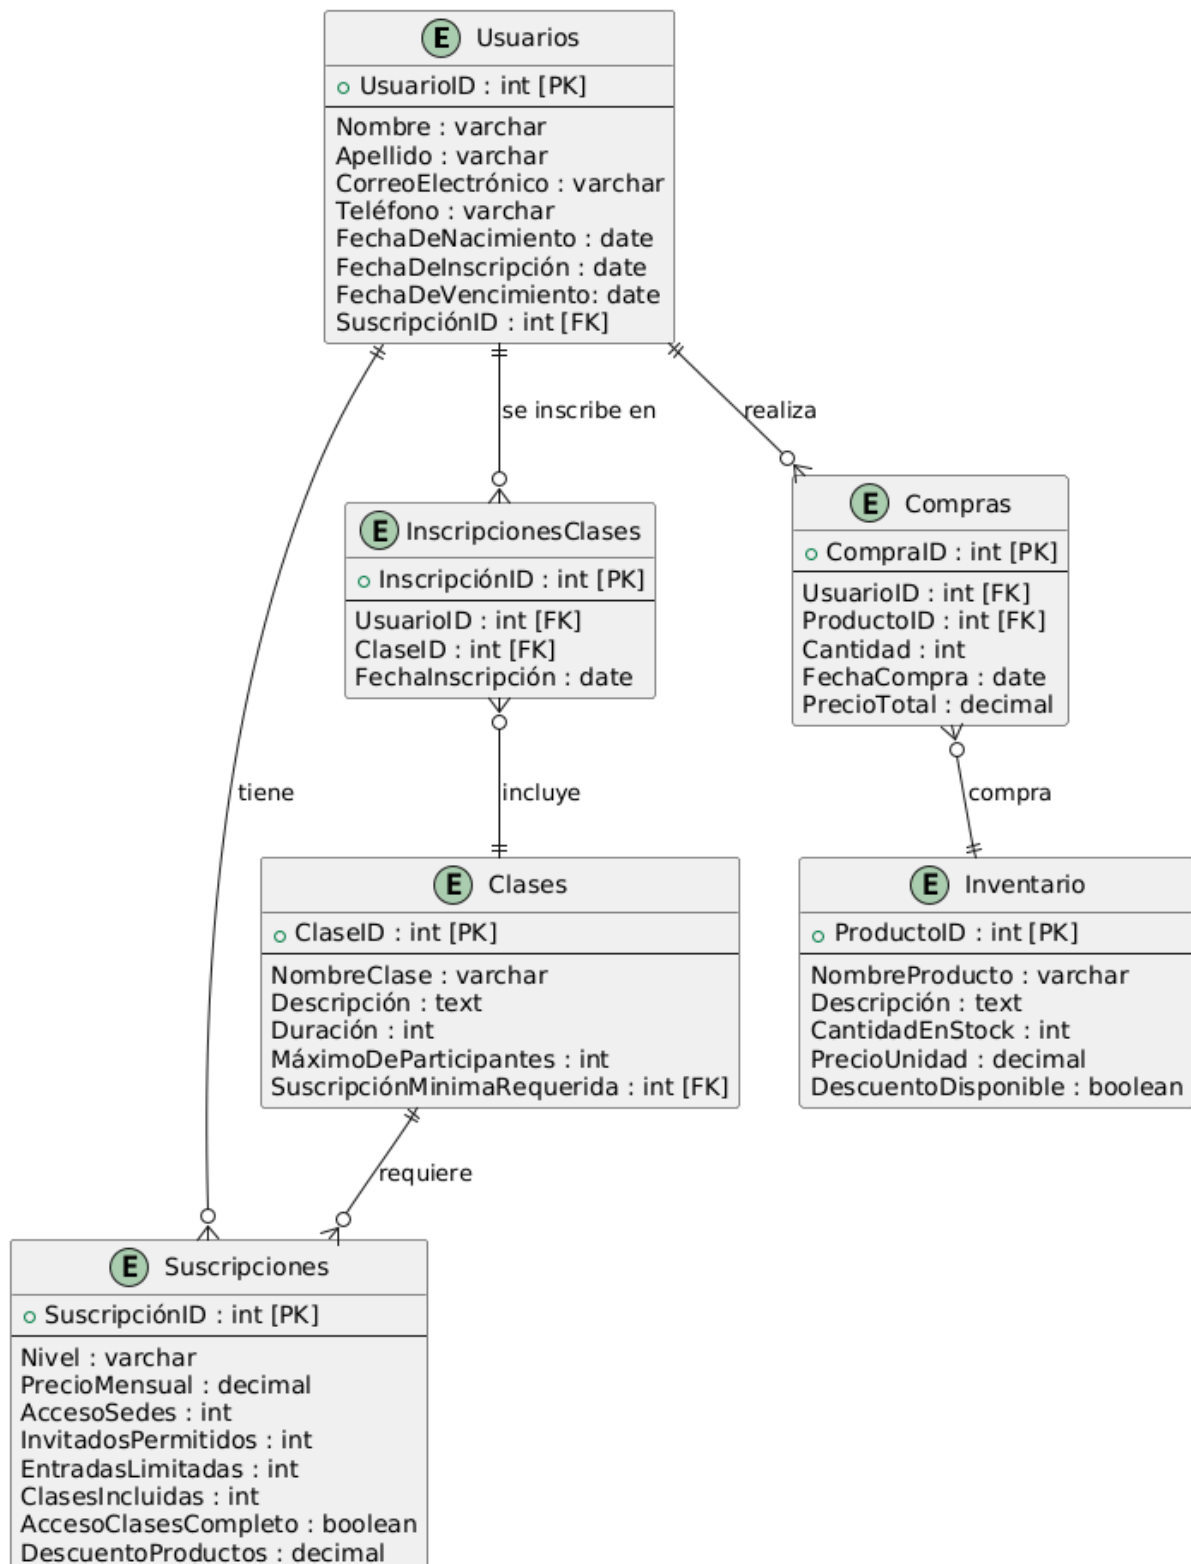 E Usuarios
UsuarioID : int [PK]
Nombre : varchar
Apellido : varchar
CorreoElectrónico : varchar
Teléfono : varchar
FechaDeNacimiento : date
FechaDeInscripción : date
FechaDeVencimiento: date
SuscripciónID : int [FK]
se inscribe en
realiza
E InscripcionesClases
InscripciónID : int [PK]
UsuarioID : int [FK]
ClaseID : int [FK]
FechaInscripción : date
E Compras
CompraID : int [PK]
UsuarioID : int [FK]
ProductoID : int [FK]
Cantidad : int
FechaCompra : date
PrecioTotal : decimal
tiene
incluye
compra
E Clases
ClaseID : int [PK]
NombreClase : varchar
Descripción : text
Duración : int
MáximoDeParticipantes : int
SuscripciónMinimaRequerida : int [FK]
E Inventario
ProductoID : int [PK]
NombreProducto : varchar
Descripción : text
CantidadEnStock : int
PrecioUnidad : decimal
DescuentoDisponible : boolean
requiere
E Suscripciones
SuscripciónID : int [PK]
Nivel : varchar
PrecioMensual : decimal
AccesoSedes : int
InvitadosPermitidos : int
EntradasLimitadas : int
ClasesIncluidas : int
AccesoClasesCompleto : boolean
DescuentoProductos : decimal